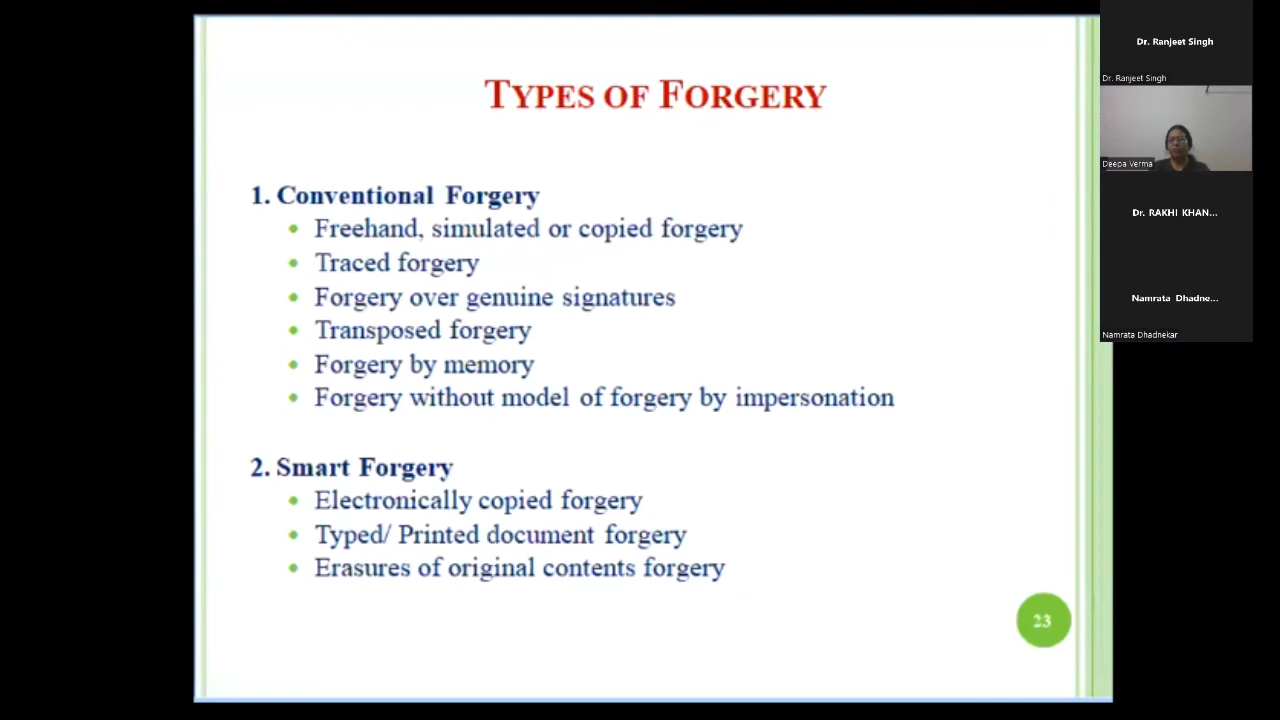 TYPES OF FORGERY
1. Conventional Forgery
• Freehand, simulated or copied forgery
• Traced forgery
• Forgery over genuine signatures
• Transposed forgery
• Forgery by memory
• Forgery without model of forgery by impersonation
2. Smart Forgery
• Electronically copied forgery
• Typed/ Printed document forgery
• Erasures of original contents forgery
23
Dr. Ranjeet Singh
Dr. Ranjeet Singh
Deepa Verma
Dr. RAKHI KHAN...
Namrata Dhadne...
Namrata Dhadnekar